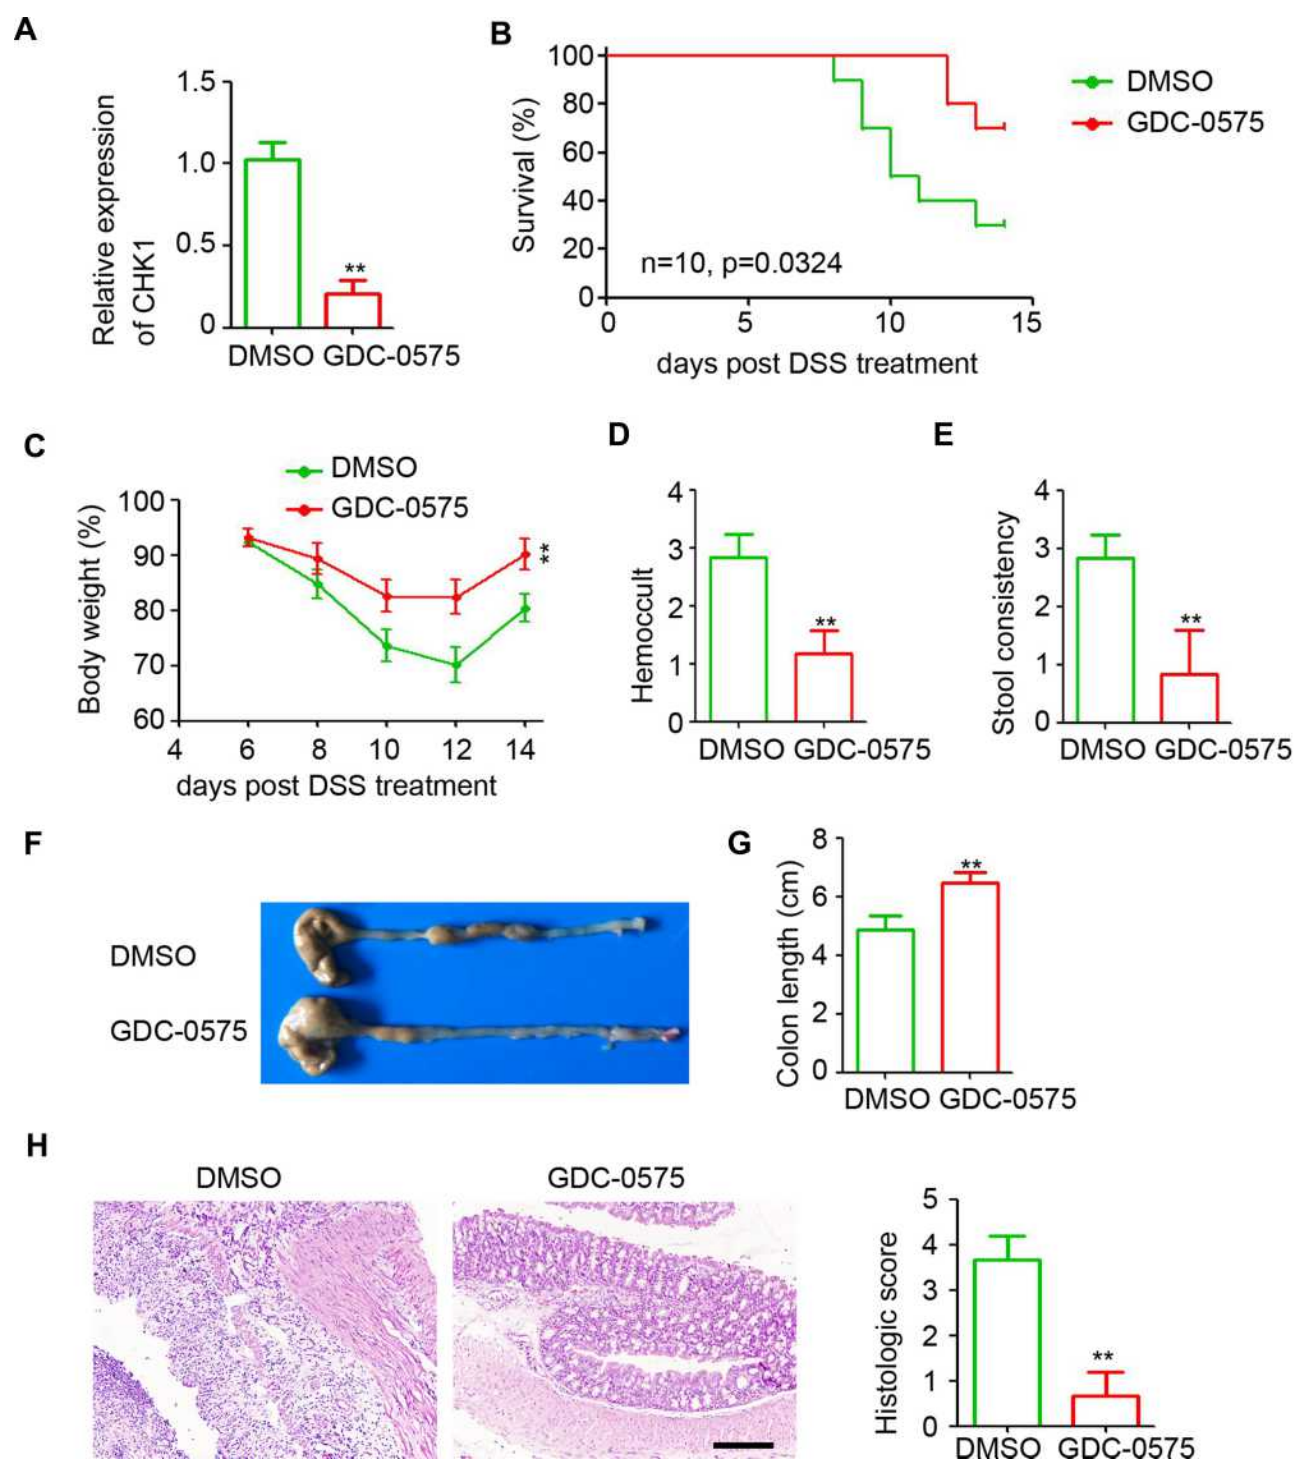 A
1.5
1.0
0.5
0
Relative expression
of CHK1
**
DMSO GDC-0575
B
100
80
60
40
20
0
Survival (%)
n=10, p=0.0324
0 5 10 15
days post DSS treatment
DMSO
GDC-0575
C
DMSO
GDC-0575
100
90
80
70
60
Body weight (%)
**
4 6 8 10 12 14
days post DSS treatment
D
4
3
2
1
0
Hemoccult
**
DMSO GDC-0575
E
4
3
2
1
0
Stool consistency
**
DMSO GDC-0575
F
DMSO
GDC-0575
G
8
6
4
2
0
Colon length (cm)
**
DMSO GDC-0575
H
DMSO
GDC-0575
5
4
3
2
1
0
Histologic score
**
DMSO GDC-0575